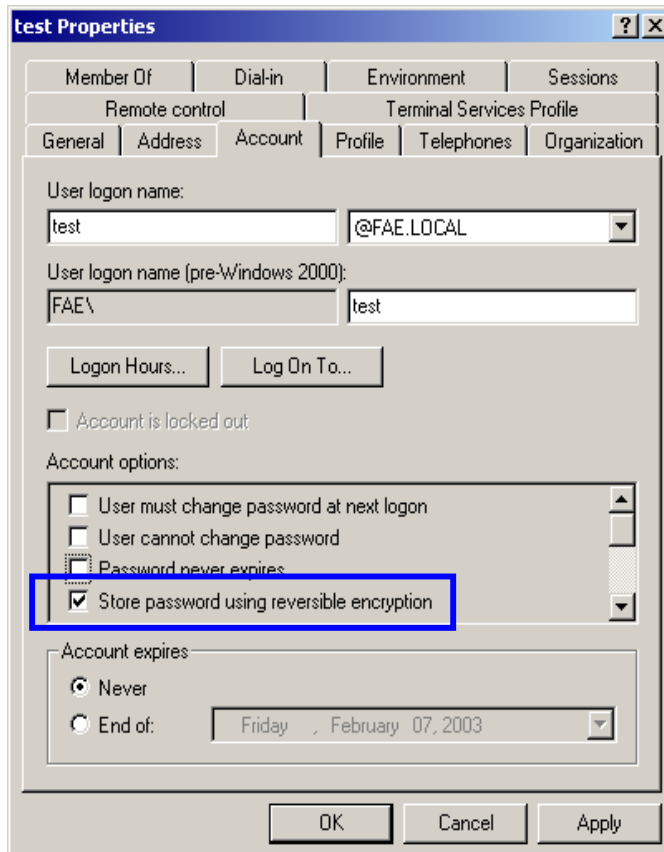 test Properties
? X
Member Of Dial-in Environment Sessions
Remote control Terminal Services Profile
General Address Account Profile Telephones Organization
User logon name:
test @FAE.LOCAL
User logon name (pre-Windows 2000):
FAE\ test
Logon Hours... Log On To...
Account is locked out
Account options:
User must change password at next logon
User cannot change password
Password never expires
Store password using reversible encryption
Account expires
Never
End of: Friday , February 07, 2003
OK Cancel Apply